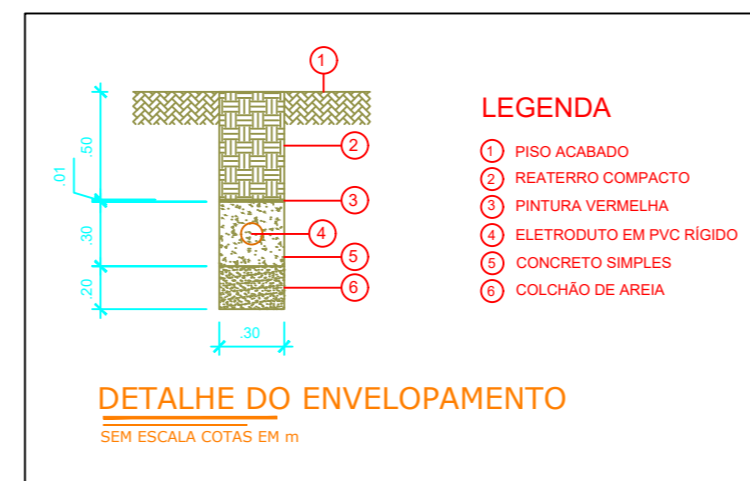 1
LEGENDA
.50
2
1 PISO ACABADO
2 REATERRO COMPACTO
.01
3
3 PINTURA VERMELHA
.30
4
4 ELETRODUTO EM PVC RÍGIDO
5
5 CONCRETO SIMPLES
.20
6
6 COLCHÃO DE AREIA
.30
DETALHE DO ENVELOPAMENTO
SEM ESCALA COTAS EM m